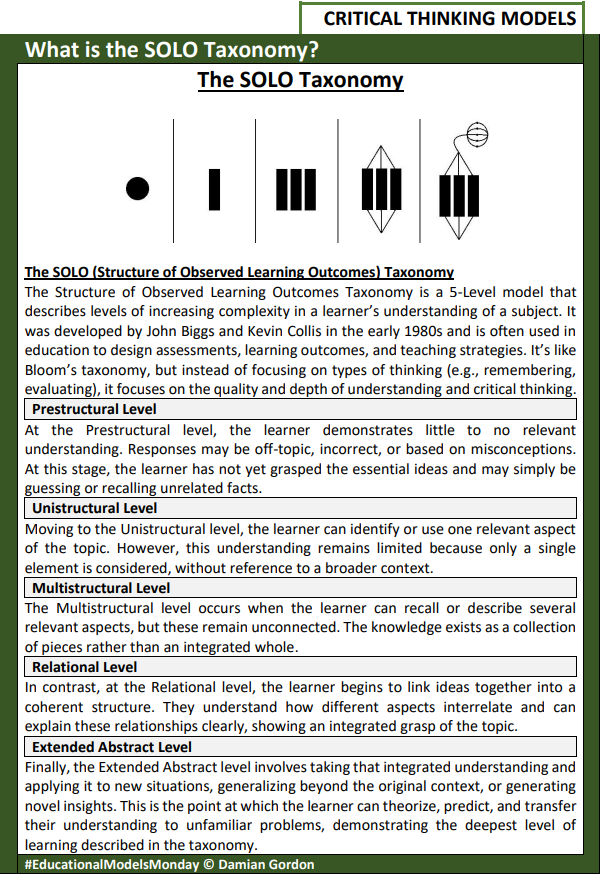 CRITICAL THINKING MODELS
What is the SOLO Taxonomy?
The SOLO Taxonomy
The SOLO (Structure of Observed Learning Outcomes) Taxonomy
The Structure of Observed Learning Outcomes Taxonomy is a 5-Level model that
describes levels of increasing complexity in a learner’s understanding of a subject. It
was developed by John Biggs and Kevin Collis in the early 1980s and is often used in
education to design assessments, learning outcomes, and teaching strategies. It’s like
Bloom’s taxonomy, but instead of focusing on types of thinking (e.g., remembering,
evaluating), it focuses on the quality and depth of understanding and critical thinking.
Prestructural Level
At the Prestructural level, the learner demonstrates little to no relevant
understanding. Responses may be off-topic, incorrect, or based on misconceptions.
At this stage, the learner has not yet grasped the essential ideas and may simply be
guessing or recalling unrelated facts.
Unistructural Level
Moving to the Unistructural level, the learner can identify or use one relevant aspect
of the topic. However, this understanding remains limited because only a single
element is considered, without reference to a broader context.
Multistructural Level
The Multistructural level occurs when the learner can recall or describe several
relevant aspects, but these remain unconnected. The knowledge exists as a collection
of pieces rather than an integrated whole.
Relational Level
In contrast, at the Relational level, the learner begins to link ideas together into a
coherent structure. They understand how different aspects interrelate and can
explain these relationships clearly, showing an integrated grasp of the topic.
Extended Abstract Level
Finally, the Extended Abstract level involves taking that integrated understanding and
applying it to new situations, generalizing beyond the original context, or generating
novel insights. This is the point at which the learner can theorize, predict, and transfer
their understanding to unfamiliar problems, demonstrating the deepest level of
learning described in the taxonomy.
#EducationalModelsMonday © Damian Gordon